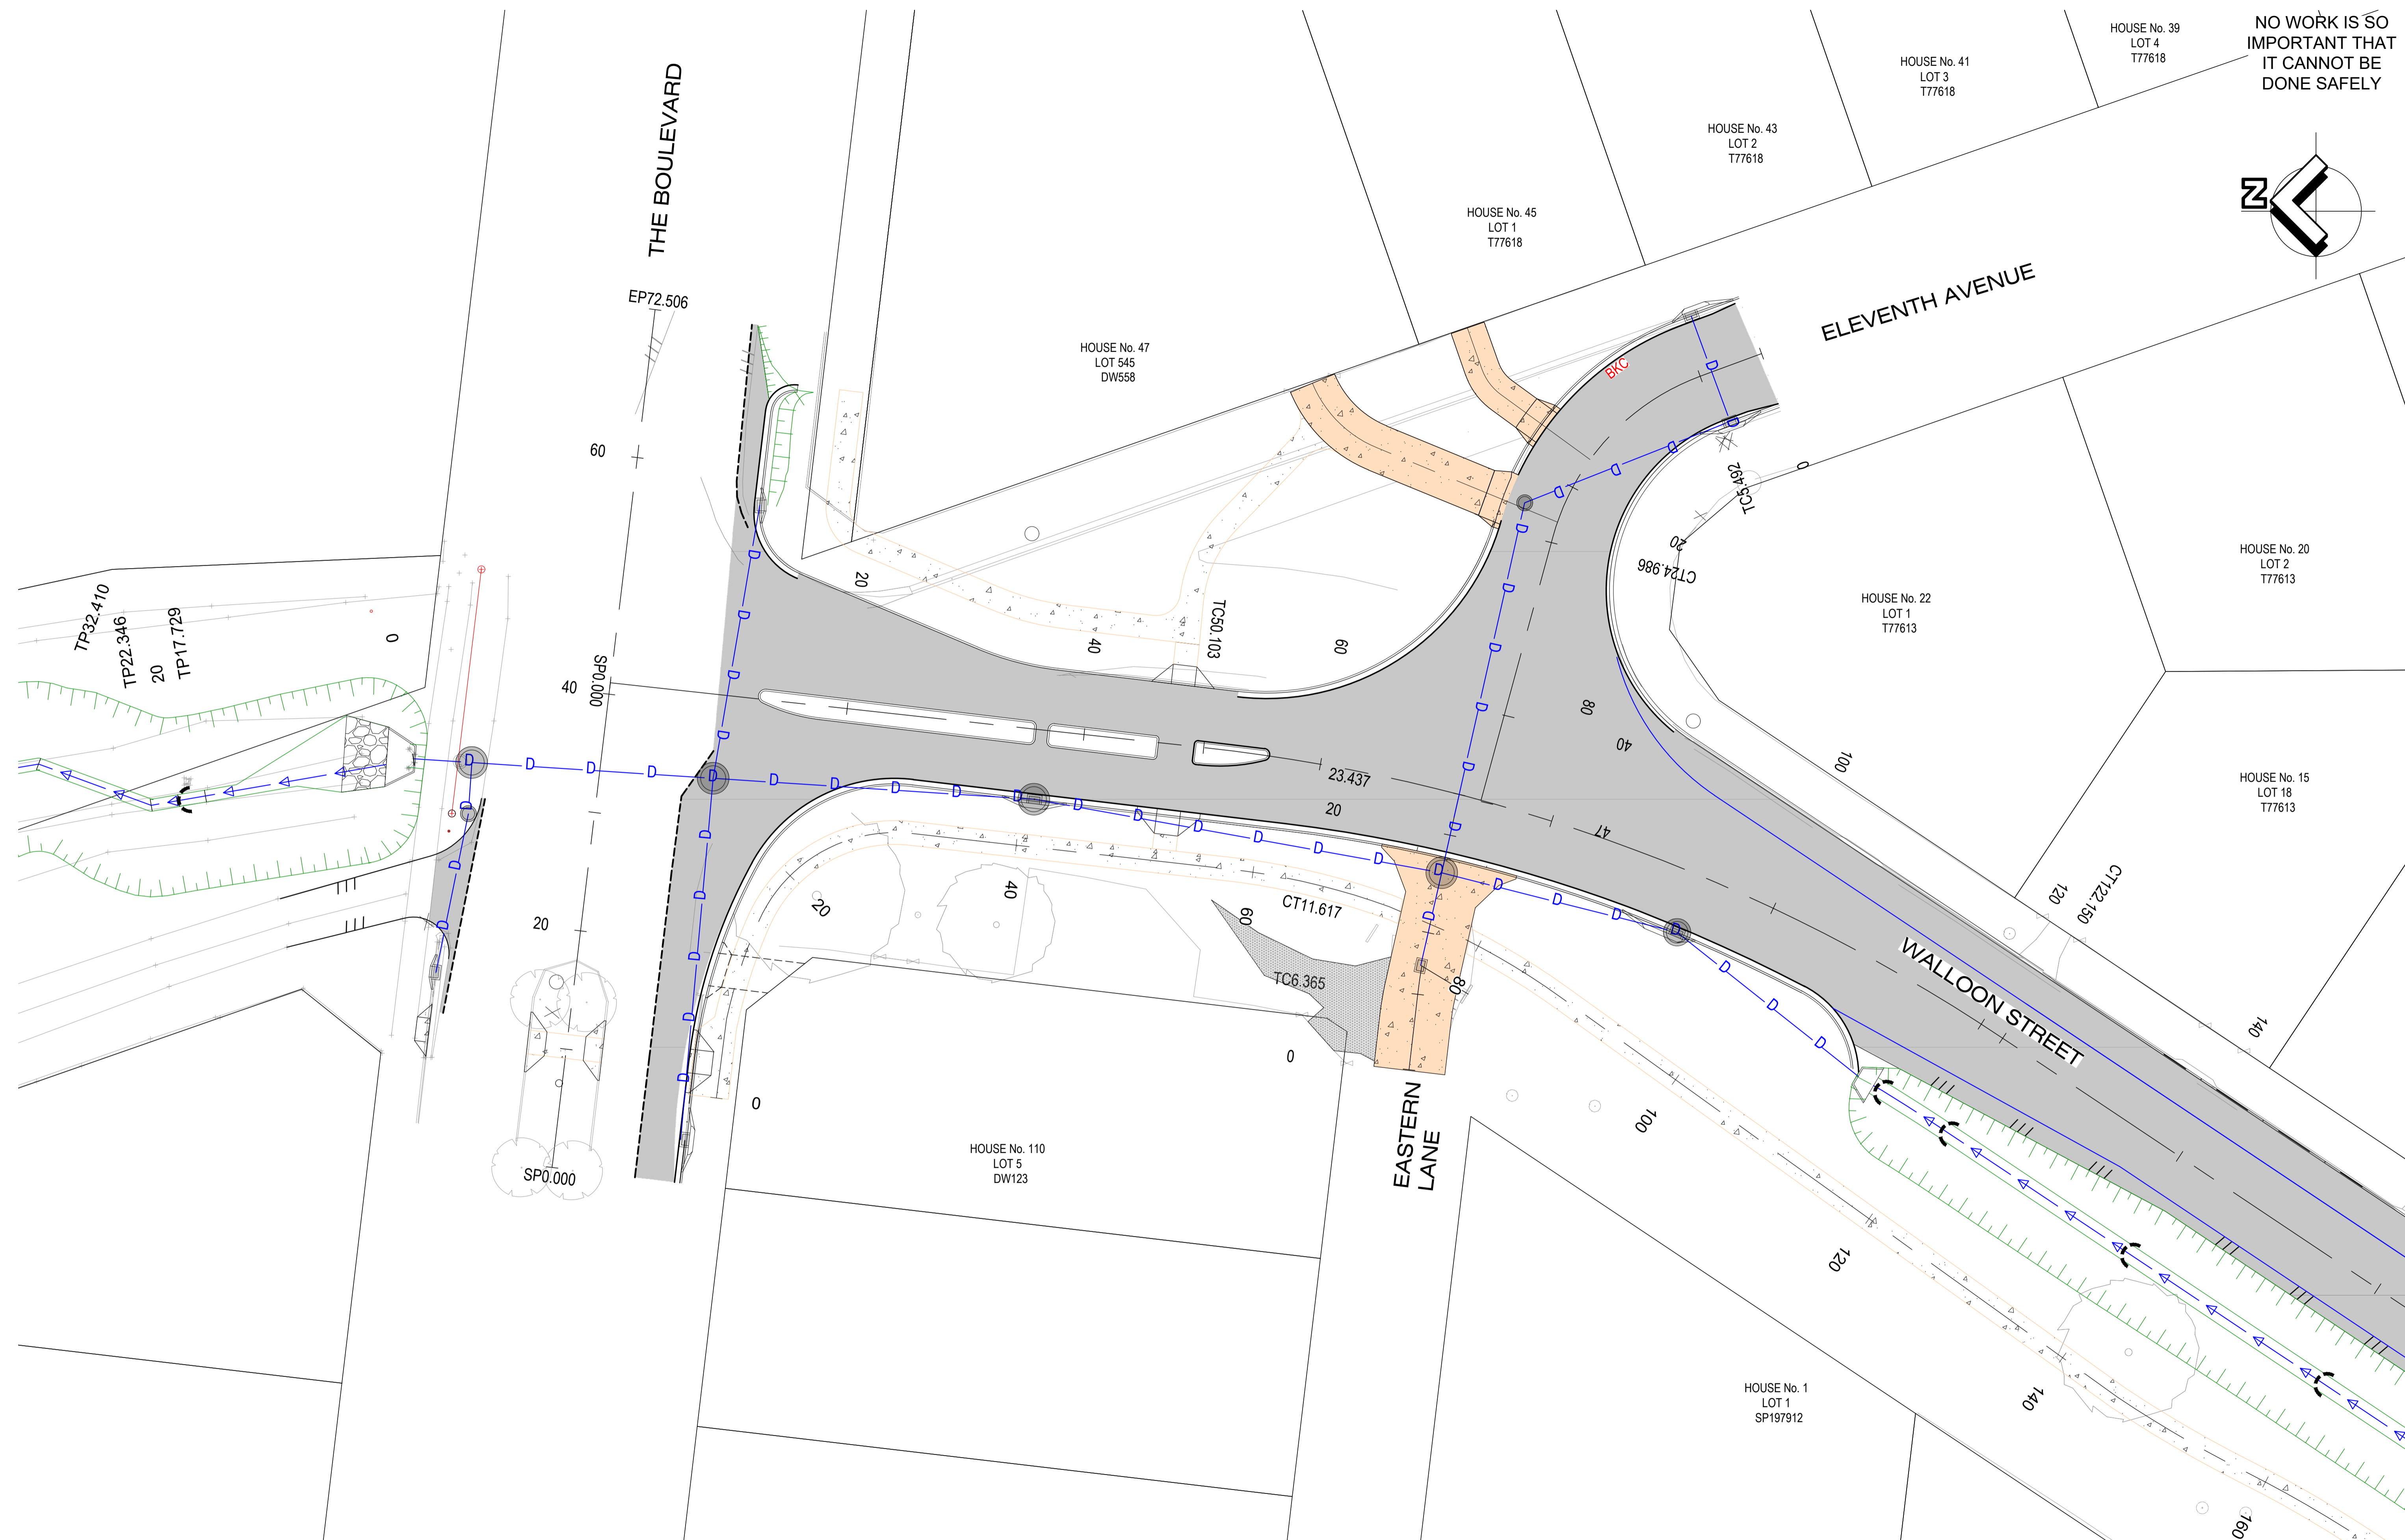 NO WORK IS SO
IMPORTANT THAT
IT CANNOT BE
DONE SAFELY
N
HOUSE No. 39
LOT 4
T77618
HOUSE No. 41
LOT 3
T77618
HOUSE No. 43
LOT 2
T77618
HOUSE No. 45
LOT 1
T77618
HOUSE No. 47
LOT 545
DW558
THE BOULEVARD
EP72.506
60
ELEVENTH AVENUE
BKC
TC5.492
0
20
CT24.986
HOUSE No. 20
LOT 2
T77613
HOUSE No. 22
LOT 1
T77613
HOUSE No. 15
LOT 18
T77613
TP32.410
TP22.346
20
TP17.729
0
SP0.000
40
20
40
TC50.103
60
80
40
23.437
20
47
100
120
CT122.150
140
WALLOON STREET
20
40
60
CT11.617
TC6.365
80
0
20
SP0.000
0
EASTERN
LANE
100
120
140
160
HOUSE No. 110
LOT 5
DW123
HOUSE No. 1
LOT 1
SP197912
D D D D D D D D D D D D D D D D D D
D D D D D D D D D D D D D D D
D D D D D D D D D D D D D D D